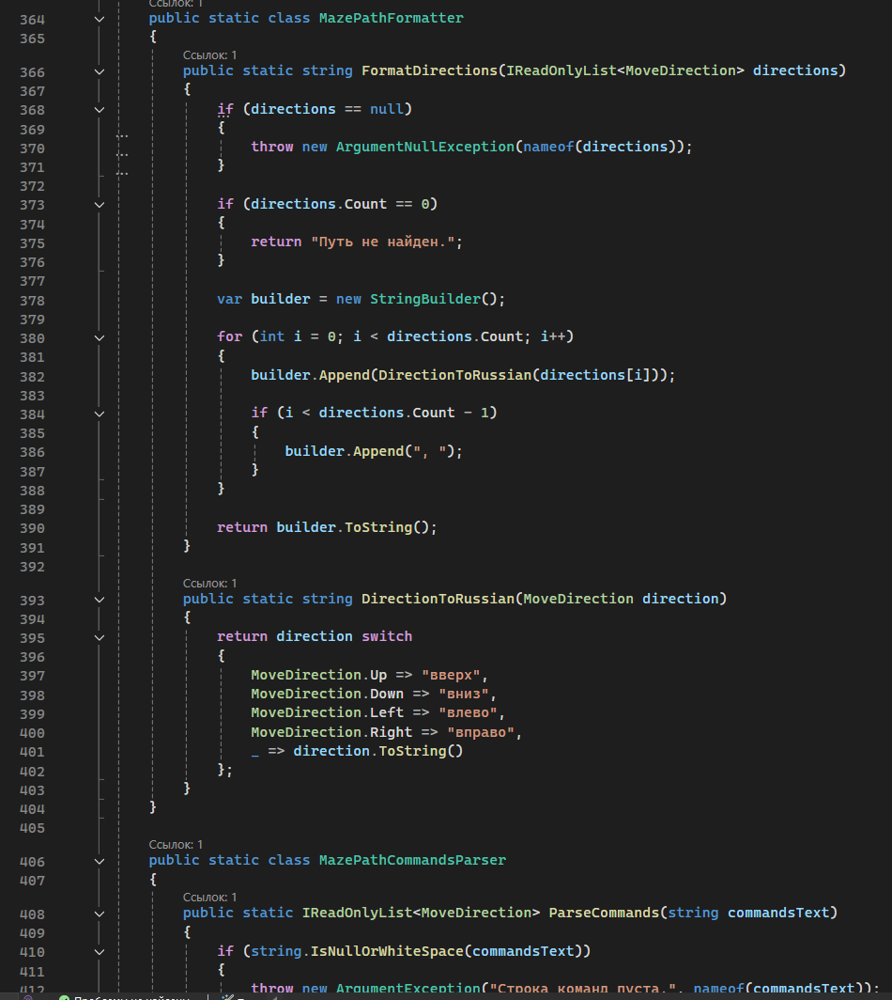 Ссылок: 1
364 public static class MazePathFormatter
365 {
Ссылок: 1
366 public static string FormatDirections(IReadOnlyList<MoveDirection> directions)
367 {
368 if (directions == null)
369 {
370 throw new ArgumentNullException(nameof(directions));
371 }
372
373 if (directions.Count == 0)
374 {
375 return "Путь не найден.";
376 }
377
378 var builder = new StringBuilder();
379
380 for (int i = 0; i < directions.Count; i++)
381 {
382 builder.Append(DirectionToRussian(directions[i]));
383
384 if (i < directions.Count - 1)
385 {
386 builder.Append(", ");
387 }
388 }
389
390 return builder.ToString();
391 }
392
Ссылок: 1
393 public static string DirectionToRussian(MoveDirection direction)
394 {
395 return direction switch
396 {
397 MoveDirection.Up => "вверх",
398 MoveDirection.Down => "вниз",
399 MoveDirection.Left => "влево",
400 MoveDirection.Right => "вправо",
401 _ => direction.ToString()
402 };
403 }
404 }
405
Ссылок: 1
406 public static class MazePathCommandsParser
407 {
Ссылок: 1
408 public static IReadOnlyList<MoveDirection> ParseCommands(string commandsText)
409 {
410 if (string.IsNullOrWhiteSpace(commandsText))
411 {
412 throw new ArgumentException("Строка команд пуста.", nameof(commandsText));